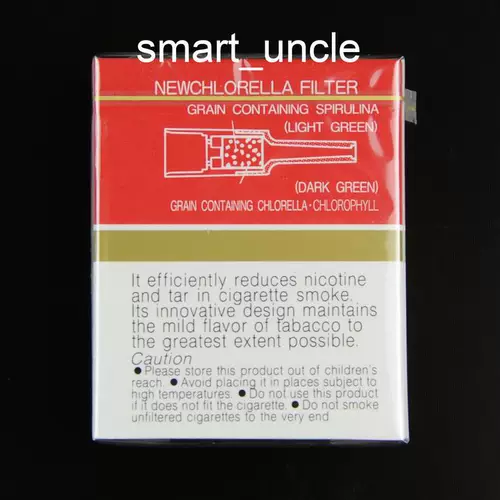 smart_uncle
NEWCHLORELLA FILTER
GRAIN CONTAINING SPIRULINA
(LIGHT GREEN)
(DARK GREEN)
GRAIN CONTAINING CHLORELLA·CHLOROPHYLL
It efficiently reduces nicotine
and tar in cigarette smoke.
Its innovative design maintains
the mild flavor of tabacco to
the greatest extent possible.
Caution
●Please store this product out of children's
reach. ●Avoid placing it in places subject to
high temperatures. ●Do not use this product
if it does not fit the cigarette. ●Do not smoke
unfiltered cigarettes to the very end